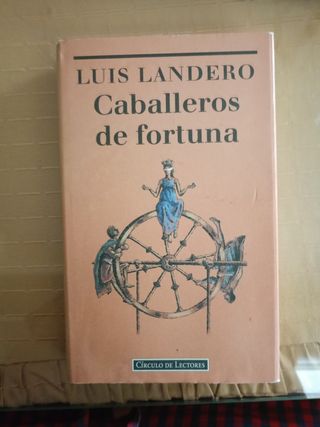 LUIS LANDERO
Caballeros
de fortuna
CÍRCULO DE LECTORES